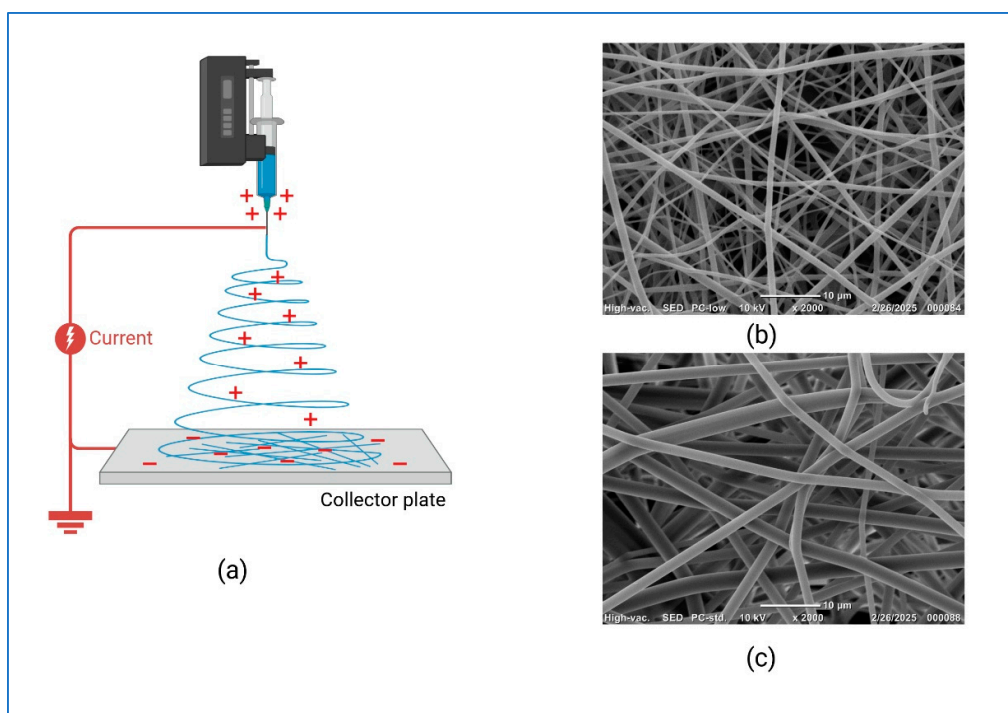 + +
+ +
+
+
+
+
+
+
+
Current
- - - - - - -
Collector plate
(a)
10 µm
High-vac. SED PC-low 10 kV x 2000 2/26/2025 000084
(b)
10 µm
High-vac. SED PC-std. 10 kV x 2000 2/26/2025 000088
(c)